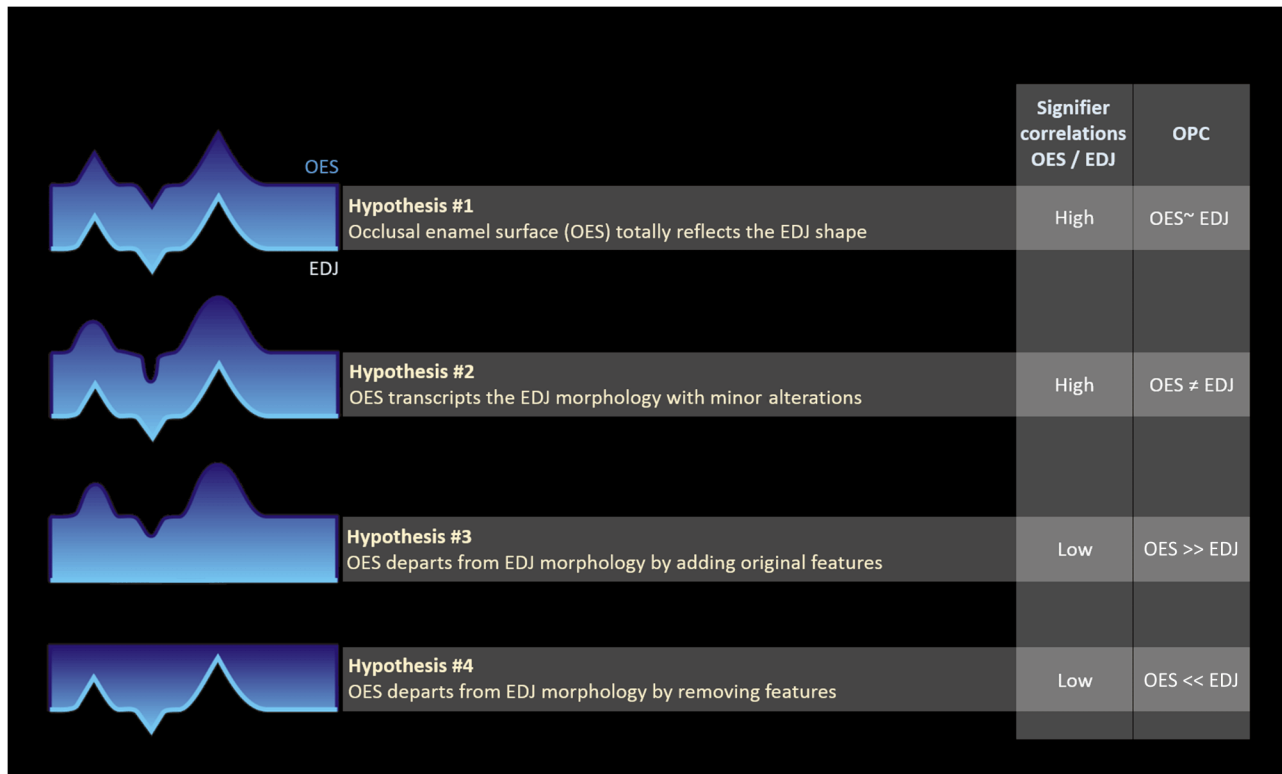 Signifier
correlations
OES / EDJ
OPC
OES
EDJ
Hypothesis #1
Occlusal enamel surface (OES) totally reflects the EDJ shape
High
OES~ EDJ
Hypothesis #2
OES transcripts the EDJ morphology with minor alterations
High
OES ≠ EDJ
Hypothesis #3
OES departs from EDJ morphology by adding original features
Low
OES >> EDJ
Hypothesis #4
OES departs from EDJ morphology by removing features
Low
OES << EDJ